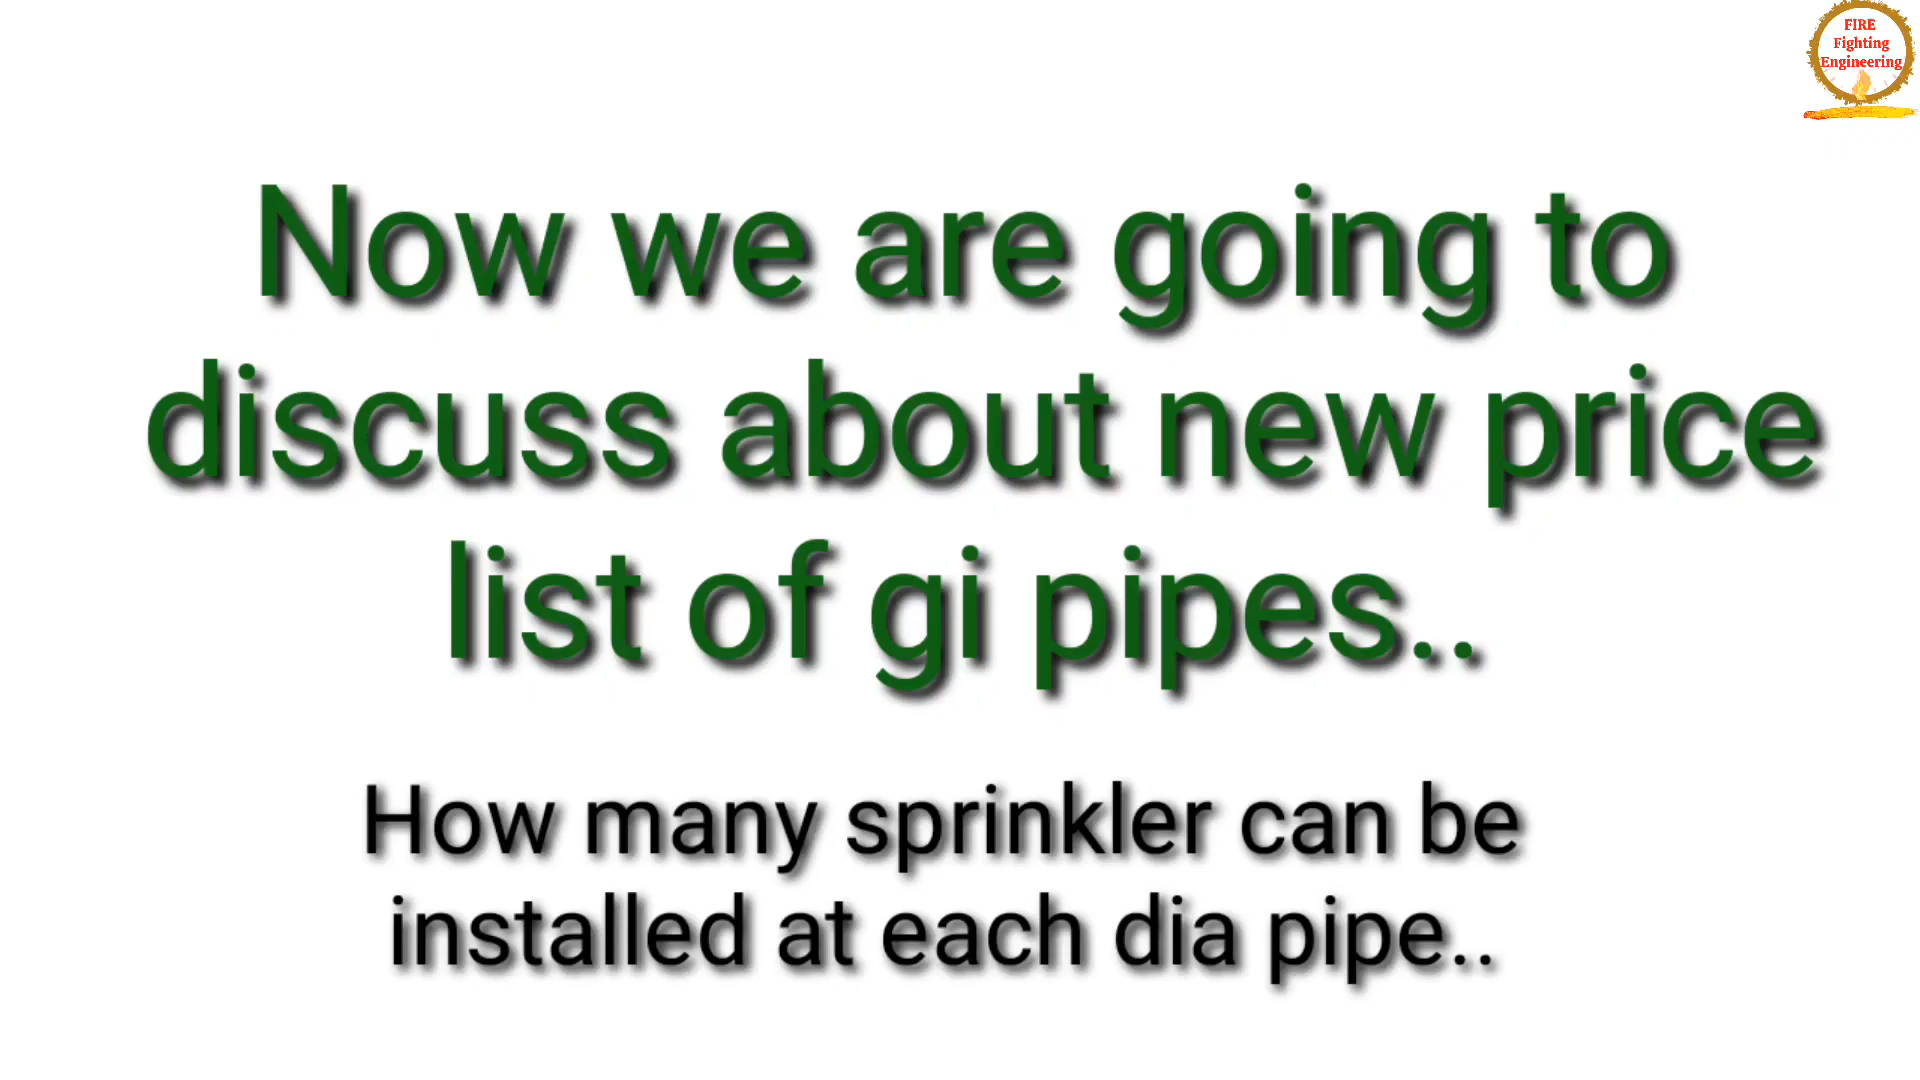 FIRE
Fighting
Engineering
Now we are going to
discuss about new price
list of gi pipes..
How many sprinkler can be
installed at each dia pipe..